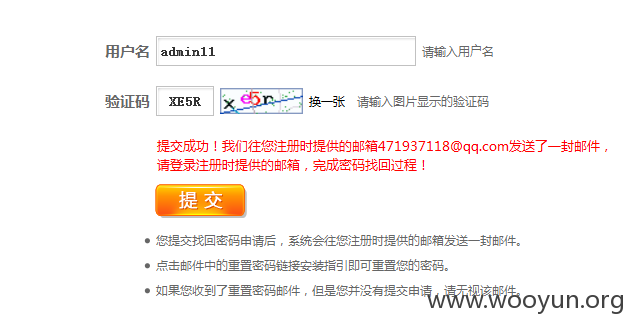 用户名 admin11 请输入用户名
验证码 XE5R xe5r 换一张 请输入图片显示的验证码
提交成功！我们往您注册时提供的邮箱471937118@qq.com发送了一封邮件，
请登录注册时提供的邮箱，完成密码找回过程！
提 交
您提交找回密码申请后，系统会往您注册时提供的邮箱发送一封邮件。
点击邮件中的重置密码链接安装指引即可重置您的密码。
如果您收到了重置密码邮件，但是您并没有提交申请，请无视该邮件。
www.wooyun.org